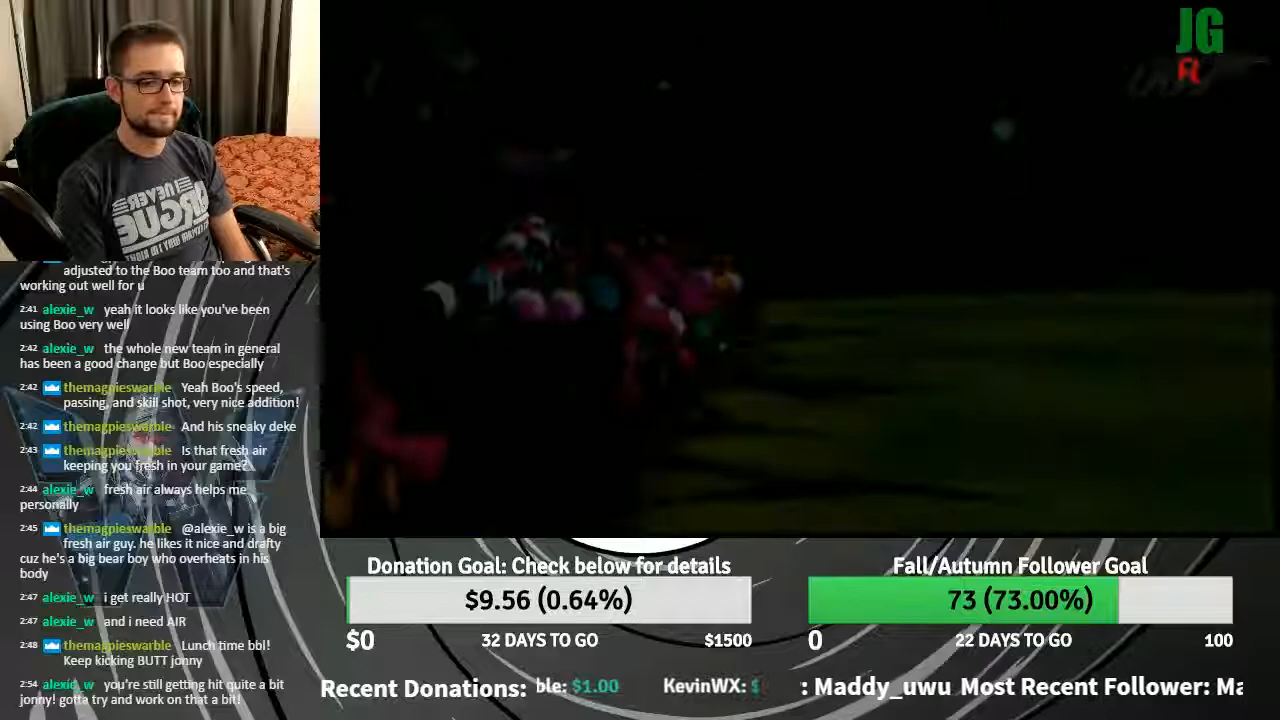 JG
FL
I NEVER
ARGUE
adjusted to the Boo team too and that's
working out well for u
2:41 alexie_w yeah it looks like you've been
using Boo very well
2:42 alexie_w the whole new team in general
has been a good change but Boo especially
2:42 themagpieswarble Yeah Boo's speed,
passing, and skill shot, very nice addition!
2:42 themagpieswarble And his sneaky deke
2:43 themagpieswarble Is that fresh air
keeping you fresh in your game?
2:44 alexie_w fresh air always helps me
personally
2:45 themagpieswarble @alexie_w is a big
fresh air guy. he likes it nice and drafty
cuz he's a big bear boy who overheats in his
body
2:47 alexie_w i get really HOT
2:47 alexie_w and i need AIR
2:48 themagpieswarble Lunch time bbl!
Keep kicking BUTT jonny
2:54 alexie_w you're still getting hit quite a bit
jonny! gotta try and work on that a bit!
Donation Goal: Check below for details
$9.56 (0.64%)
$0 32 DAYS TO GO $1500
Fall/Autumn Follower Goal
73 (73.00%)
0 22 DAYS TO GO 100
Recent Donations: ble: $1.00 KevinWX: $ : Maddy_uwu Most Recent Follower: Ma